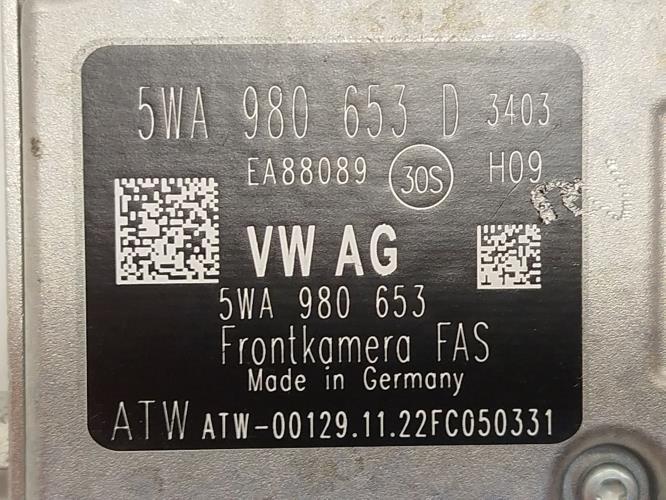 5WA 980 653 D 3403
EA88089 30S H09
VW AG
5WA 980 653
Frontkamera FAS
Made in Germany
ATW ATW-00129.11.22FC050331